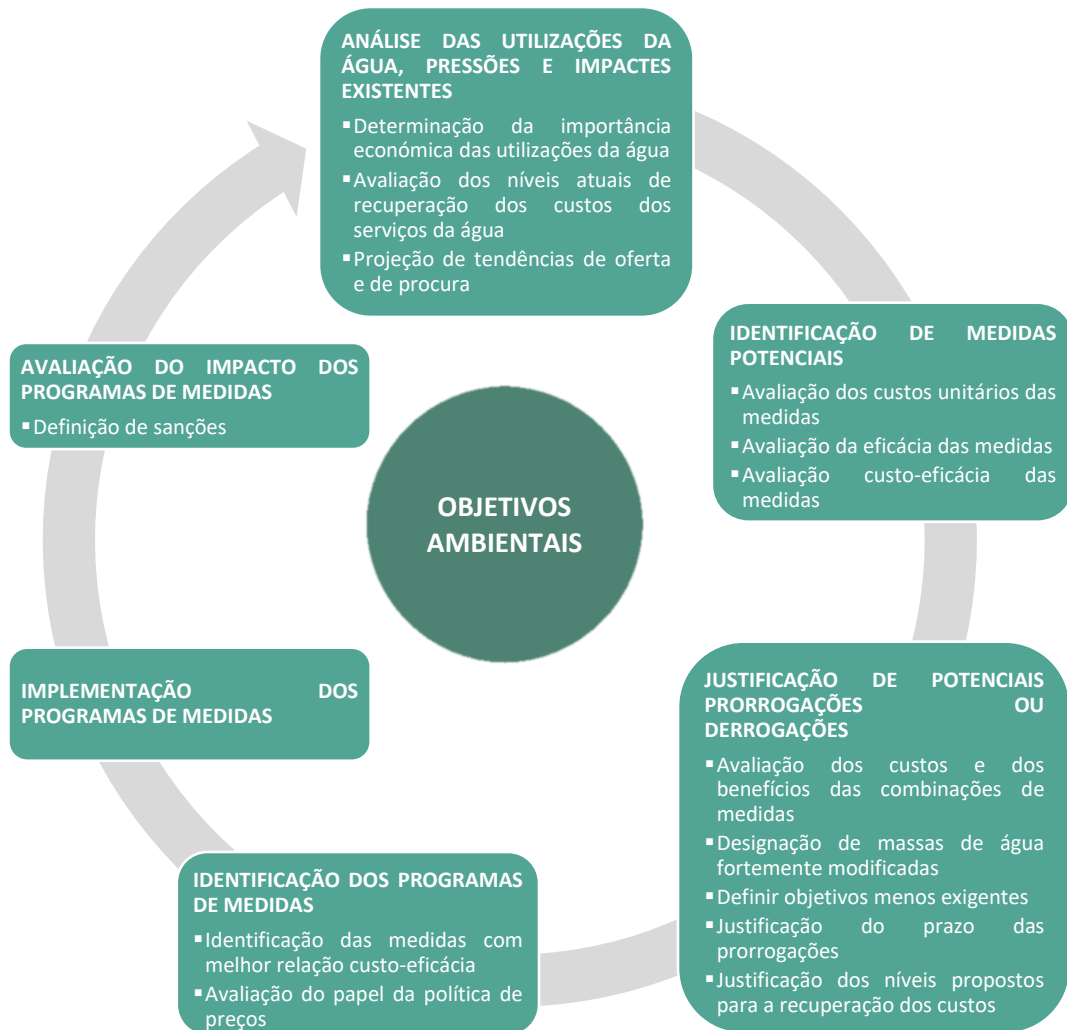 ANÁLISE DAS UTILIZAÇÕES DA
ÁGUA, PRESSÕES E IMPACTES
EXISTENTES
▪Determinação da importância
económica das utilizações da água
▪Avaliação dos níveis atuais de
recuperação dos custos dos
serviços da água
▪Projeção de tendências de oferta
e de procura
IDENTIFICAÇÃO DE MEDIDAS
POTENCIAIS
▪Avaliação dos custos unitários das
medidas
▪Avaliação da eficácia das medidas
▪Avaliação custo-eficácia das
medidas
JUSTIFICAÇÃO DE POTENCIAIS
PRORROGAÇÕES OU
DERROGAÇÕES
▪Avaliação dos custos e dos
benefícios das combinações de
medidas
▪Designação de massas de água
fortemente modificadas
▪Definir objetivos menos exigentes
▪Justificação do prazo das
prorrogações
▪Justificação dos níveis propostos
para a recuperação dos custos
IDENTIFICAÇÃO DOS PROGRAMAS
DE MEDIDAS
▪Identificação das medidas com
melhor relação custo-eficácia
▪Avaliação do papel da política de
preços
IMPLEMENTAÇÃO DOS
PROGRAMAS DE MEDIDAS
AVALIAÇÃO DO IMPACTO DOS
PROGRAMAS DE MEDIDAS
▪Definição de sanções
OBJETIVOS
AMBIENTAIS